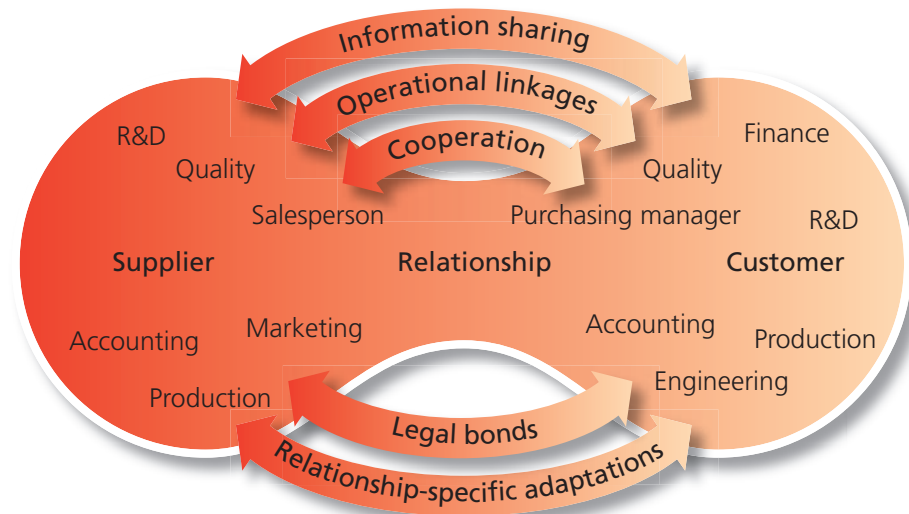 Information sharing
Operational linkages
Cooperation
R&D
Finance
Quality
Quality
Salesperson
Purchasing manager
R&D
Supplier
Relationship
Customer
Marketing
Accounting
Accounting
Production
Engineering
Production
Legal bonds
Relationship-specific adaptations